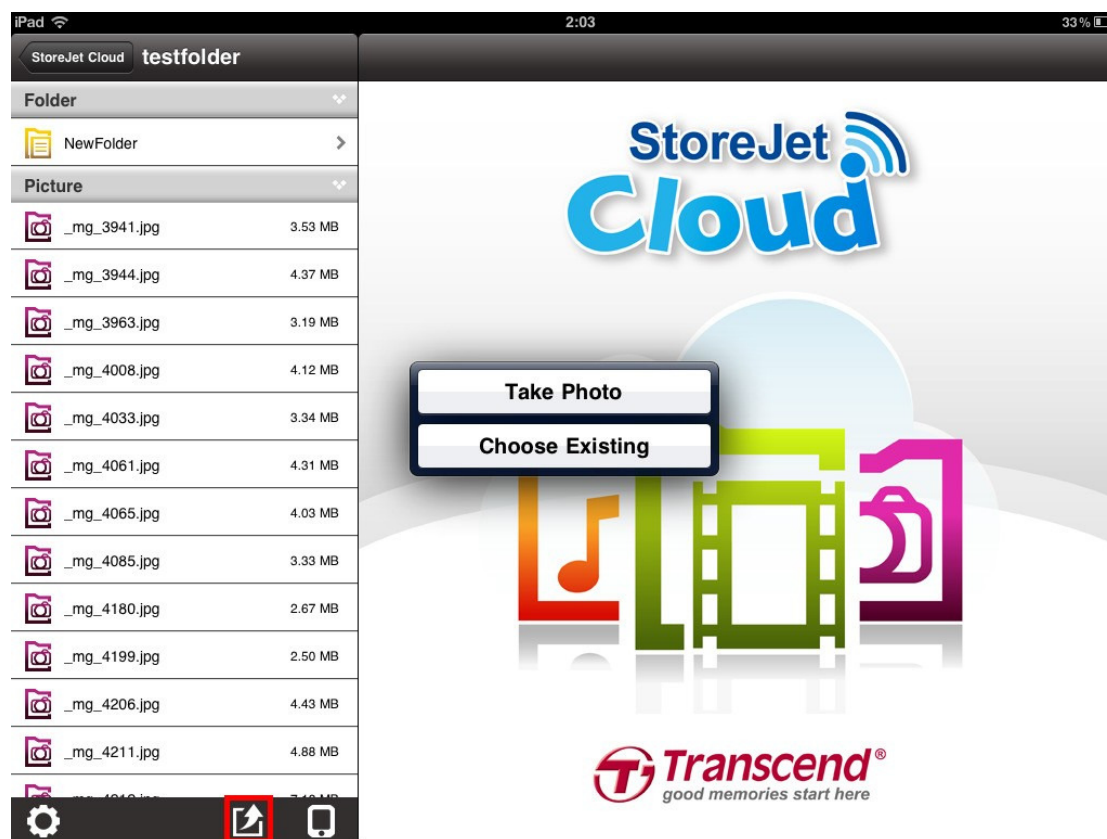 iPad 2:03 33%
StoreJet Cloud testfolder
Folder
NewFolder
Picture
_mg_3941.jpg 3.53 MB
_mg_3944.jpg 4.37 MB
_mg_3963.jpg 3.19 MB
_mg_4008.jpg 4.12 MB
_mg_4033.jpg 3.34 MB
_mg_4061.jpg 4.31 MB
_mg_4065.jpg 4.03 MB
_mg_4085.jpg 3.33 MB
_mg_4180.jpg 2.67 MB
_mg_4199.jpg 2.50 MB
_mg_4206.jpg 4.43 MB
_mg_4211.jpg 4.88 MB
StoreJet
Cloud
Take Photo
Choose Existing
Transcend®
good memories start here